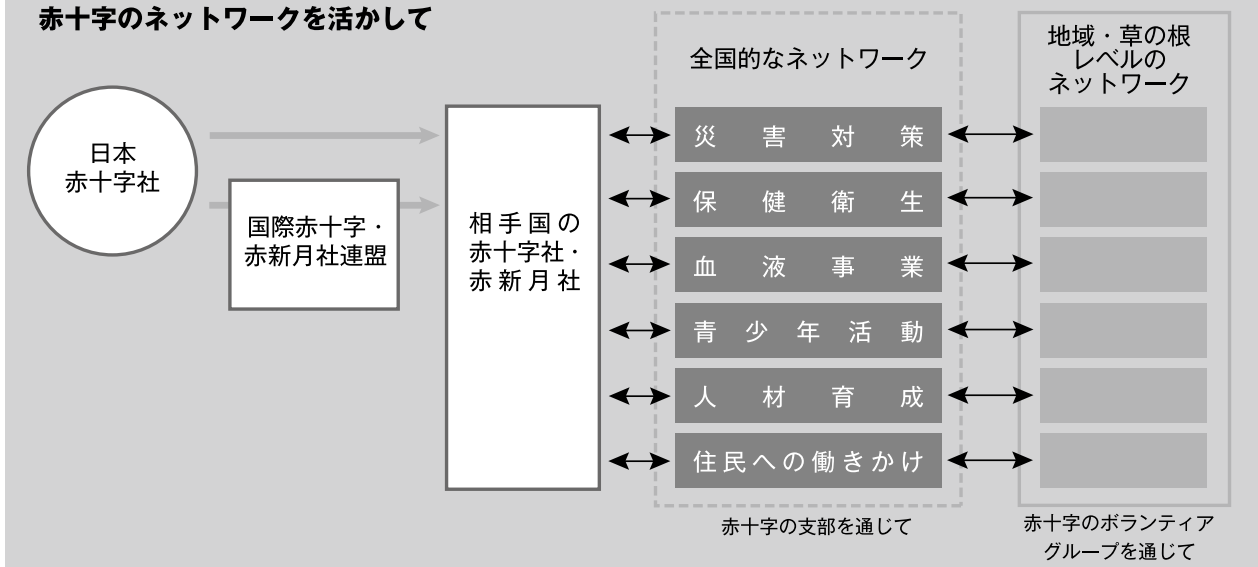 赤十字のネットワークを活かして
日本
赤十字社
国際赤十字・
赤新月社連盟
相手国の
赤十字社・
赤新月社
全国的なネットワーク
災害対策
保健衛生
血液事業
青少年活動
人材育成
住民への働きかけ
赤十字の支部を通じて
地域・草の根
レベルの
ネットワーク
赤十字のボランティア
グループを通じて